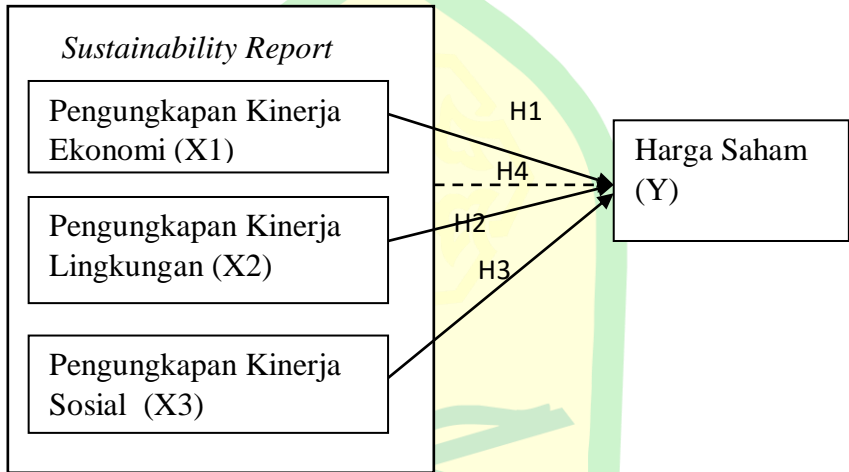 Sustainability Report
Pengungkapan Kinerja
Ekonomi (X1)
H1
Harga Saham
(Y)
H4
Pengungkapan Kinerja
Lingkungan (X2)
H2
H3
Pengungkapan Kinerja
Sosial (X3)